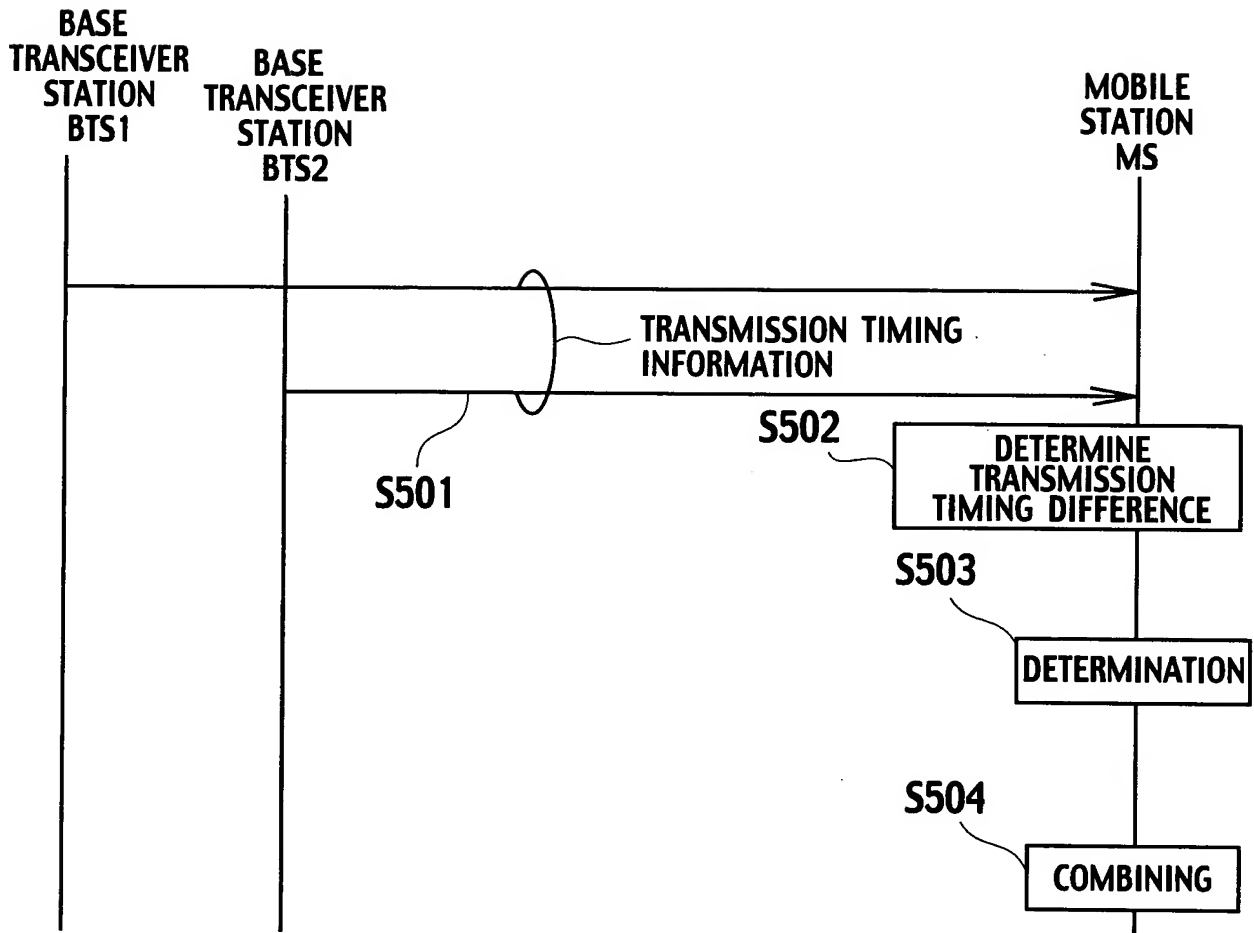 BASE
TRANSCEIVER
STATION
BTS1
BASE
TRANSCEIVER
STATION
BTS2
MOBILE
STATION
MS
TRANSMISSION TIMING
INFORMATION
S501
S502
DETERMINE
TRANSMISSION
TIMING DIFFERENCE
S503
DETERMINATION
S504
COMBINING